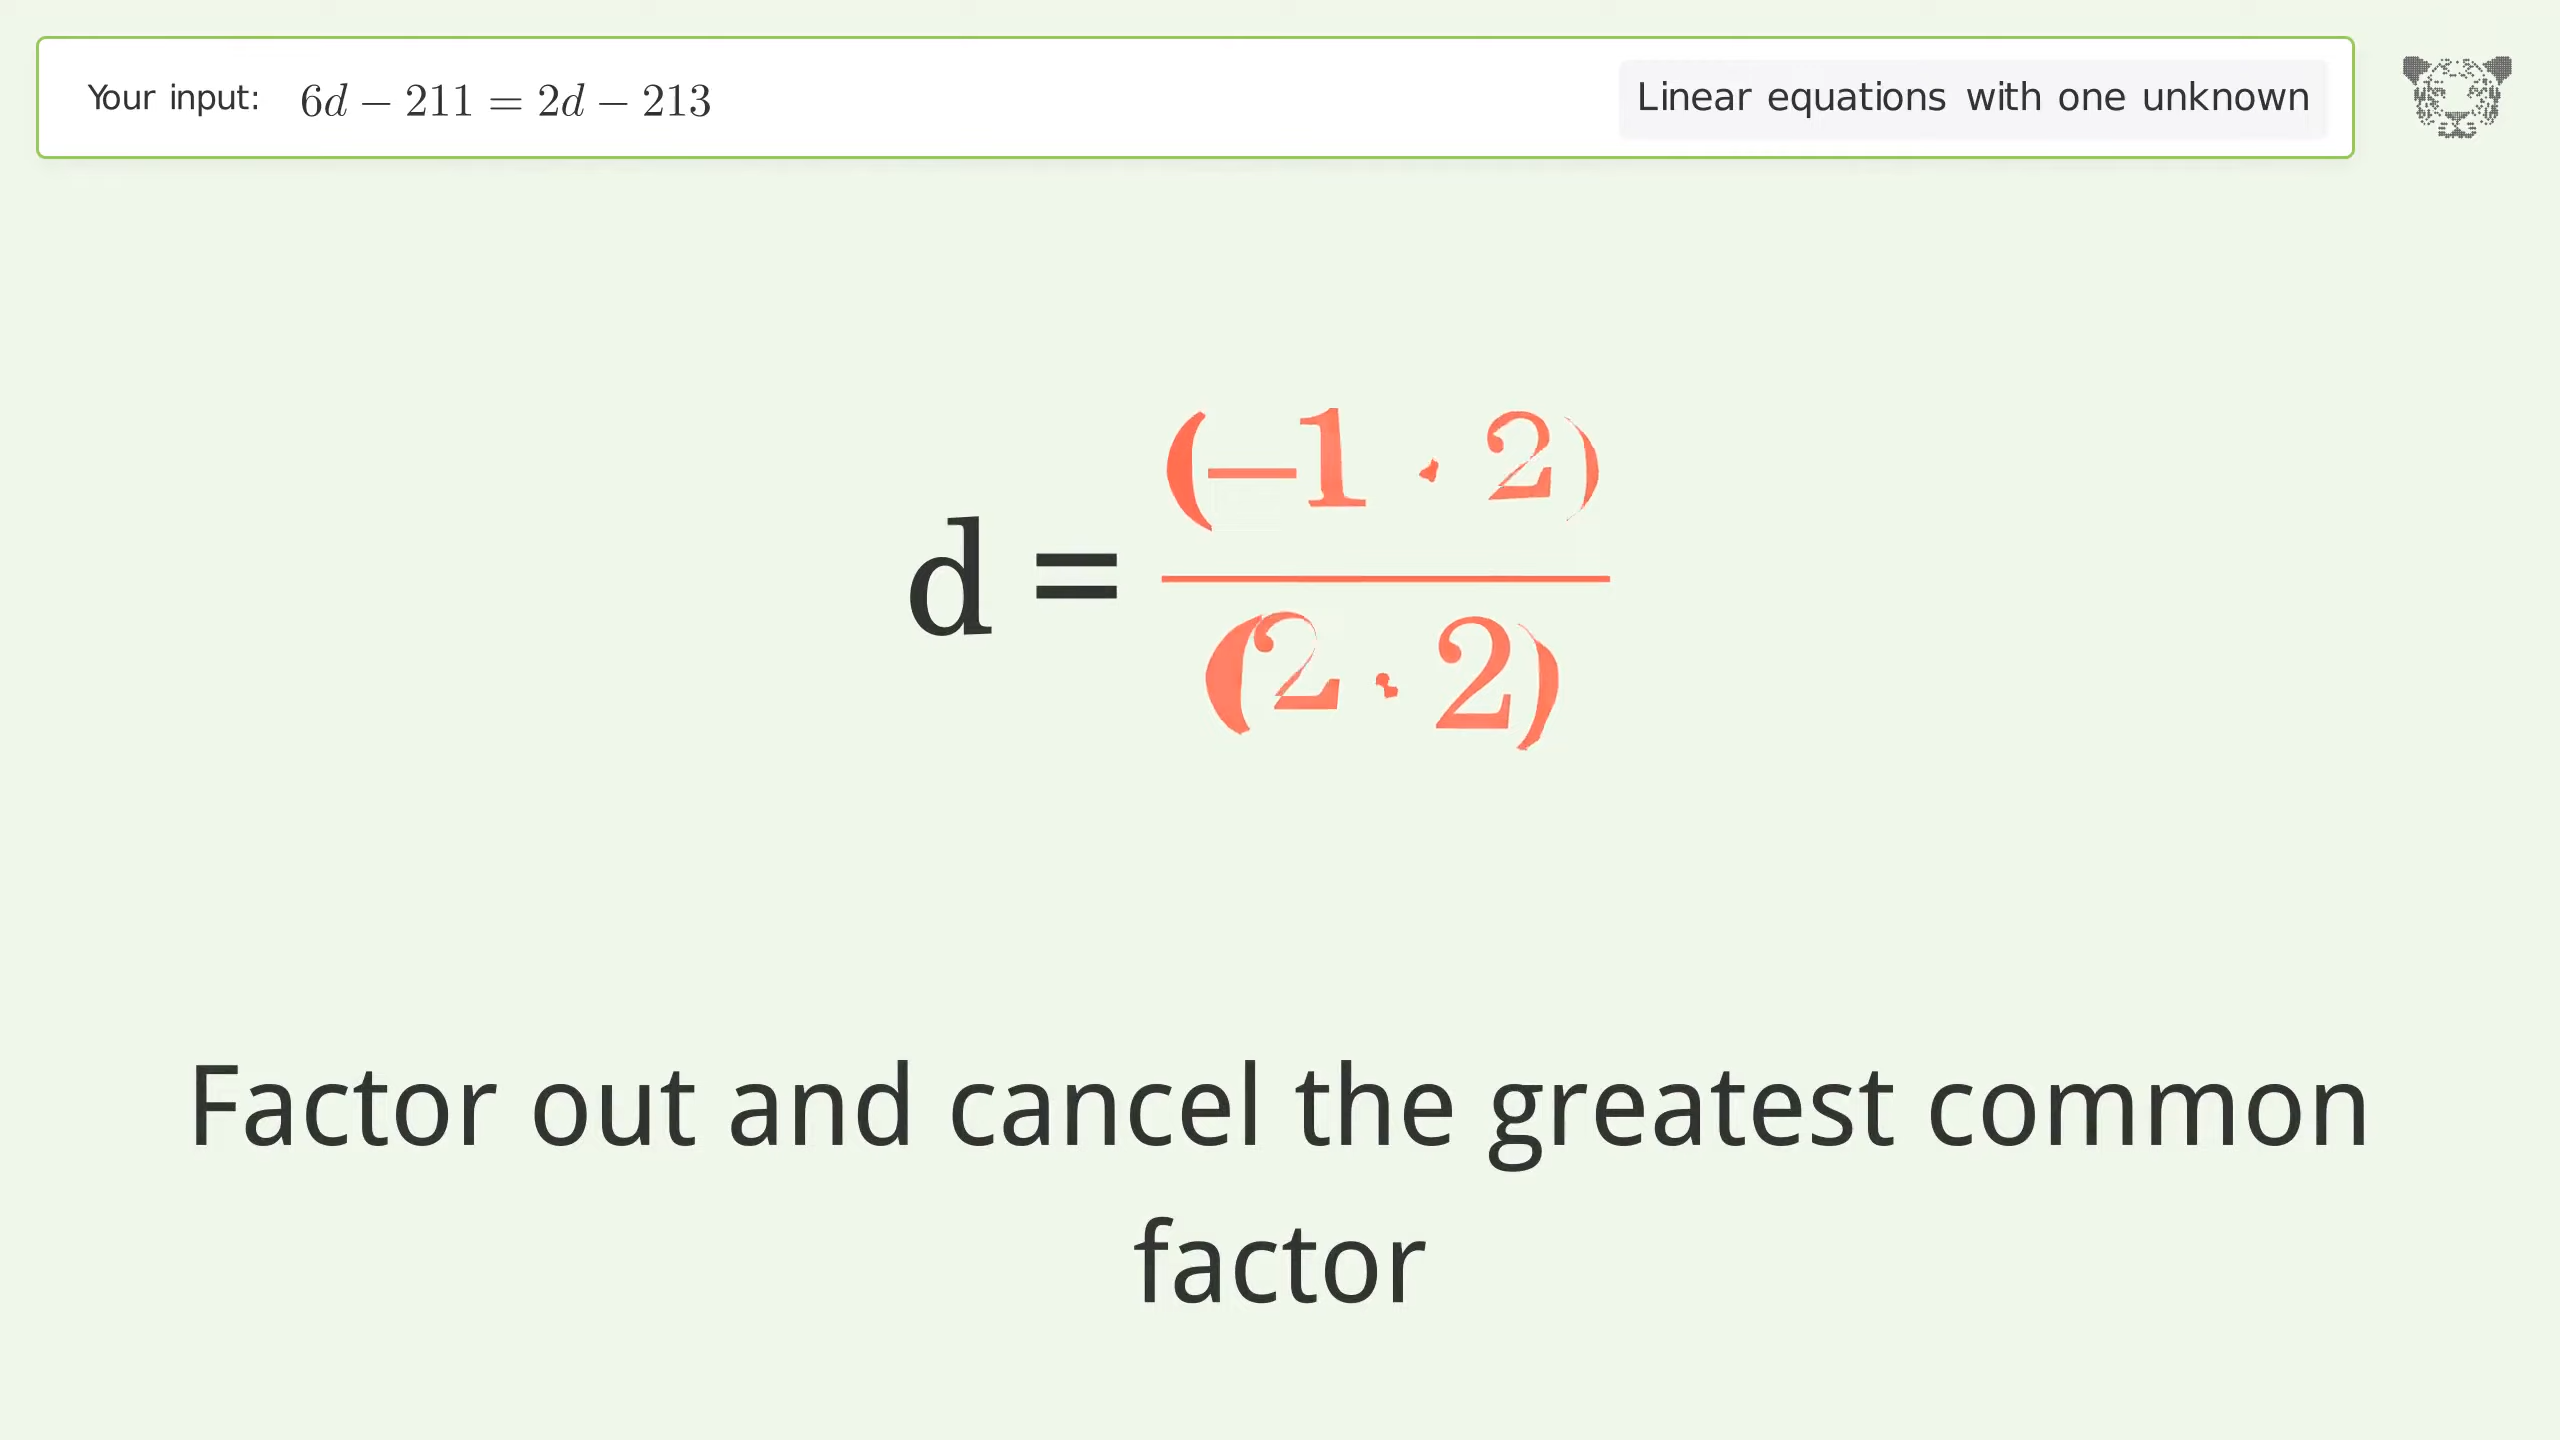 Your input: 6d − 211 = 2d − 213
Linear equations with one unknown
d = (−1 · 2) / (2 · 2)
Factor out and cancel the greatest common
factor